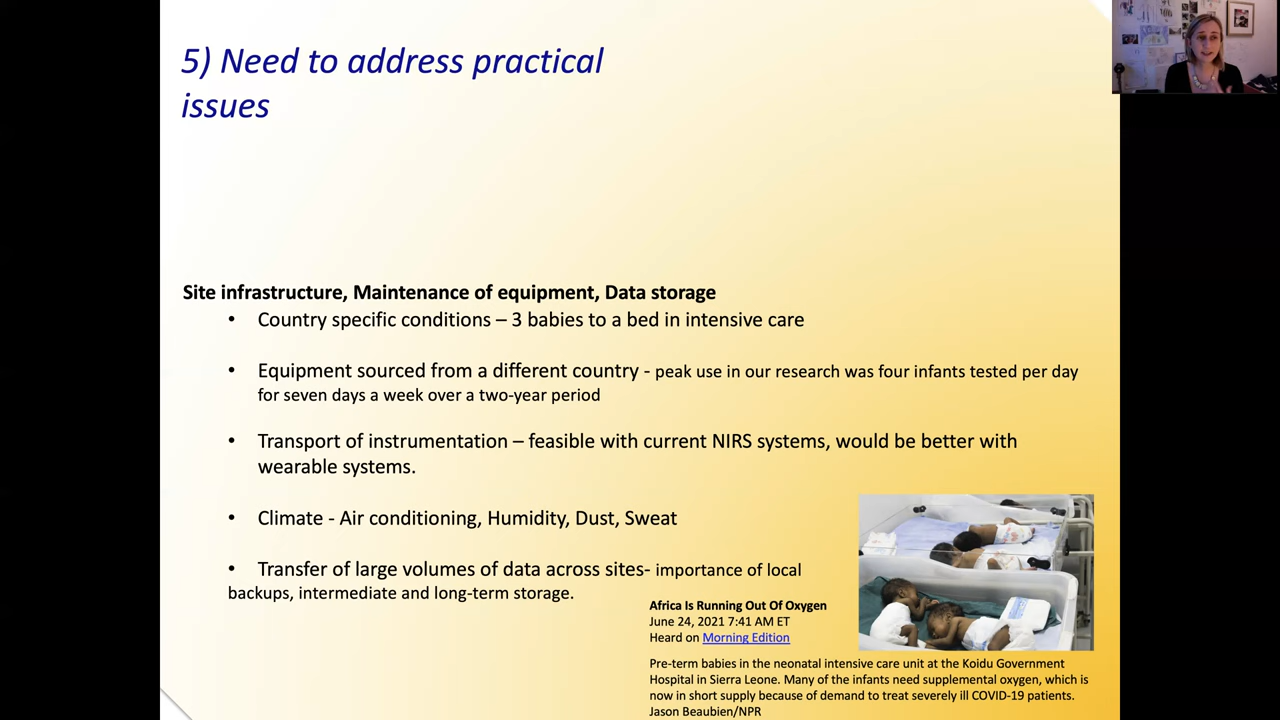 5) Need to address practical
issues
Site infrastructure, Maintenance of equipment, Data storage
• Country specific conditions – 3 babies to a bed in intensive care
• Equipment sourced from a different country - peak use in our research was four infants tested per day
for seven days a week over a two-year period
• Transport of instrumentation – feasible with current NIRS systems, would be better with
wearable systems.
• Climate - Air conditioning, Humidity, Dust, Sweat
• Transfer of large volumes of data across sites- importance of local
backups, intermediate and long-term storage.
Africa Is Running Out Of Oxygen
June 24, 2021 7:41 AM ET
Heard on Morning Edition
Pre-term babies in the neonatal intensive care unit at the Koidu Government
Hospital in Sierra Leone. Many of the infants need supplemental oxygen, which is
now in short supply because of demand to treat severely ill COVID-19 patients.
Jason Beaubien/NPR